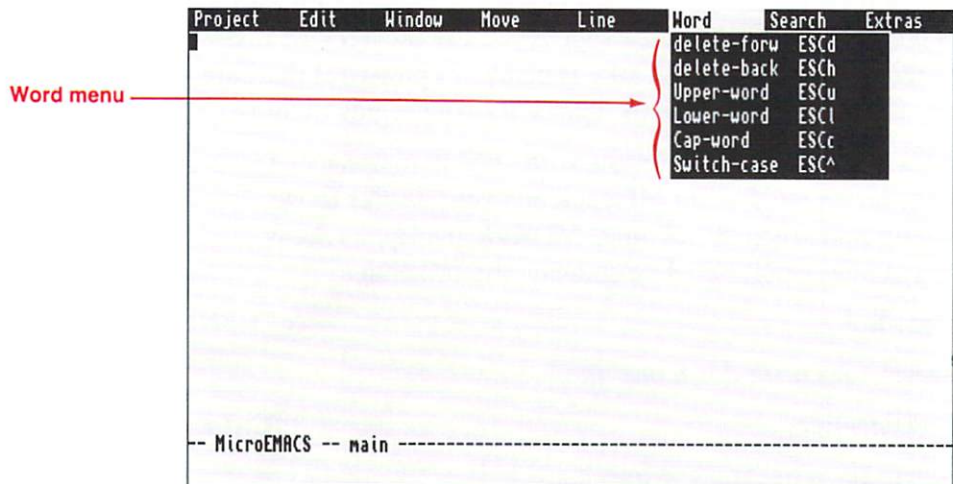 Project Edit Window Move Line Word Search Extras
delete-forw ESCd
delete-back ESCh
Word menu
Upper-word ESCu
Lower-word ESCl
Cap-word ESCc
Switch-case ESC^
-- MicroEMACS -- main --